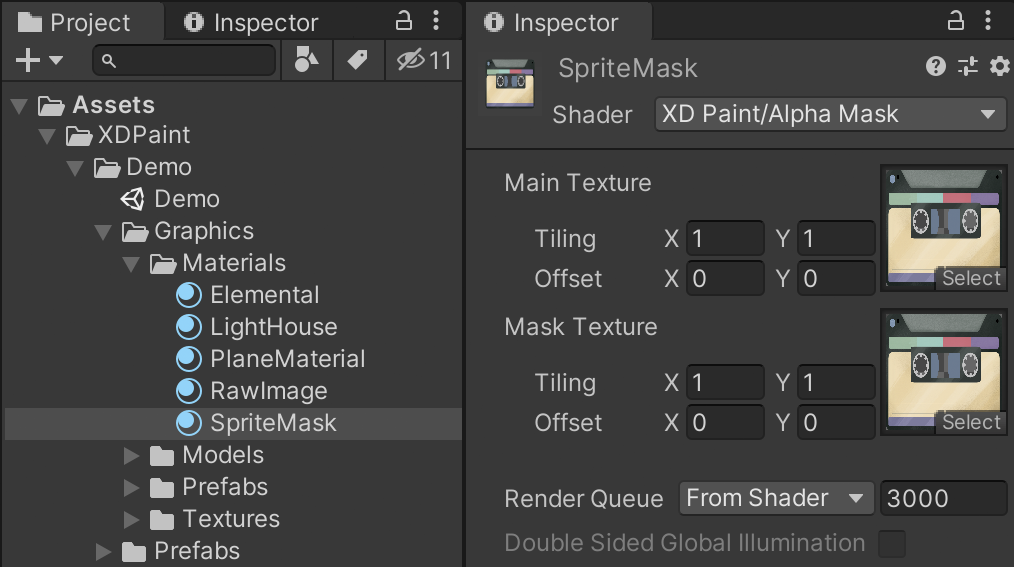 Project
Inspector
11
Assets
XDPaint
Demo
Demo
Graphics
Materials
Elemental
LightHouse
PlaneMaterial
RawImage
SpriteMask
Models
Prefabs
Textures
Prefabs
Inspector
SpriteMask
Shader XD Paint/Alpha Mask
Main Texture
Tiling X 1 Y 1
Offset X 0 Y 0
Select
Mask Texture
Tiling X 1 Y 1
Offset X 0 Y 0
Select
Render Queue From Shader 3000
Double Sided Global Illumination